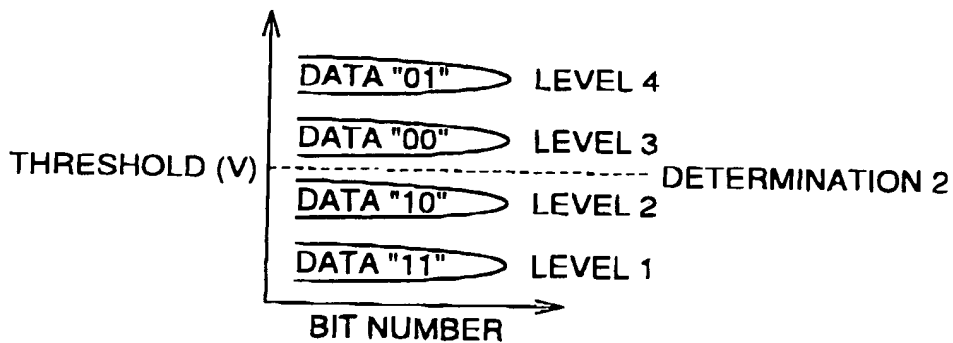 DATA "01" LEVEL 4
DATA "00" LEVEL 3
THRESHOLD (V)
DETERMINATION 2
DATA "10" LEVEL 2
DATA "11" LEVEL 1
BIT NUMBER